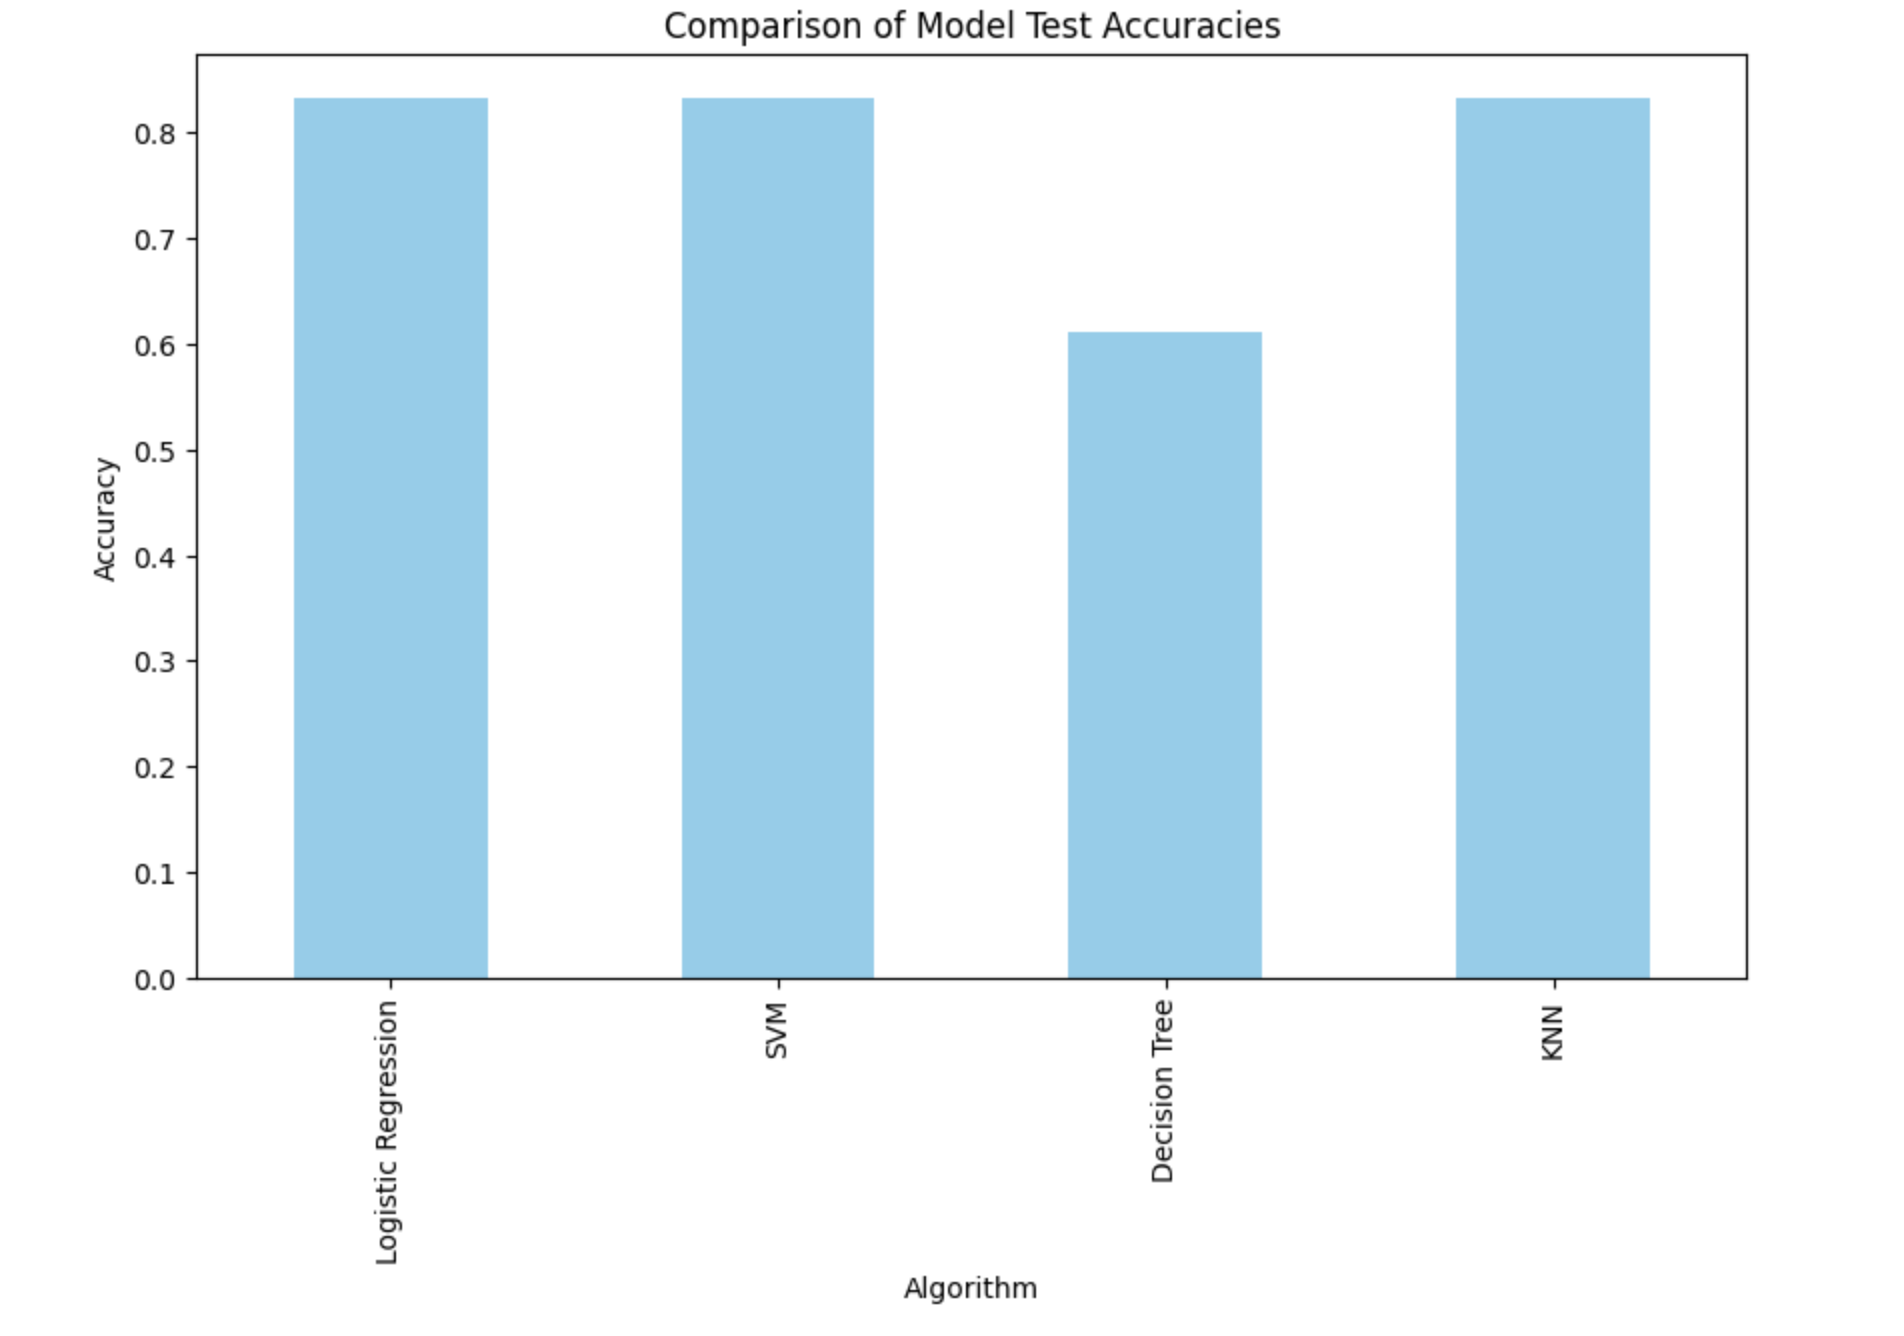 Comparison of Model Test Accuracies
Accuracy
0.8
0.7
0.6
0.5
0.4
0.3
0.2
0.1
0.0
Logistic Regression
SVM
Decision Tree
KNN
Algorithm